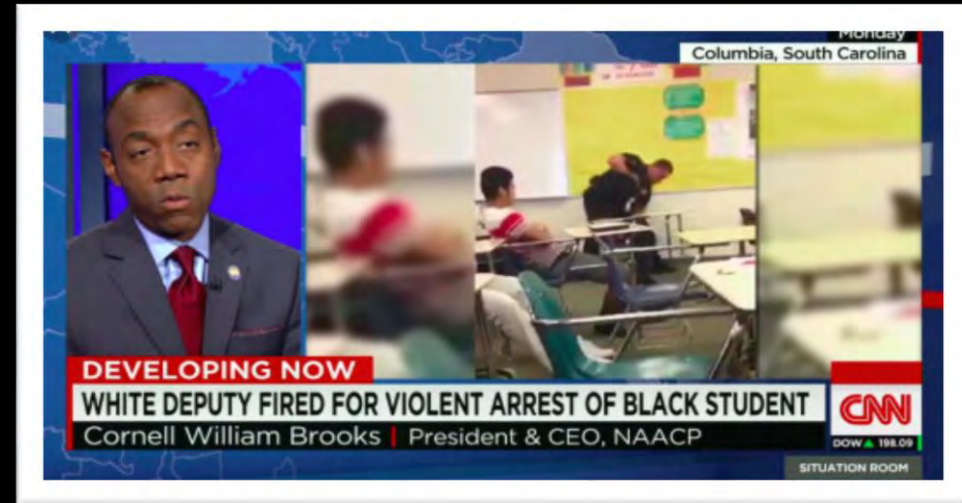 Monday
Columbia, South Carolina
DEVELOPING NOW
WHITE DEPUTY FIRED FOR VIOLENT ARREST OF BLACK STUDENT
Cornell William Brooks | President & CEO, NAACP
CNN
DOW ▲ 198.09
SITUATION ROOM